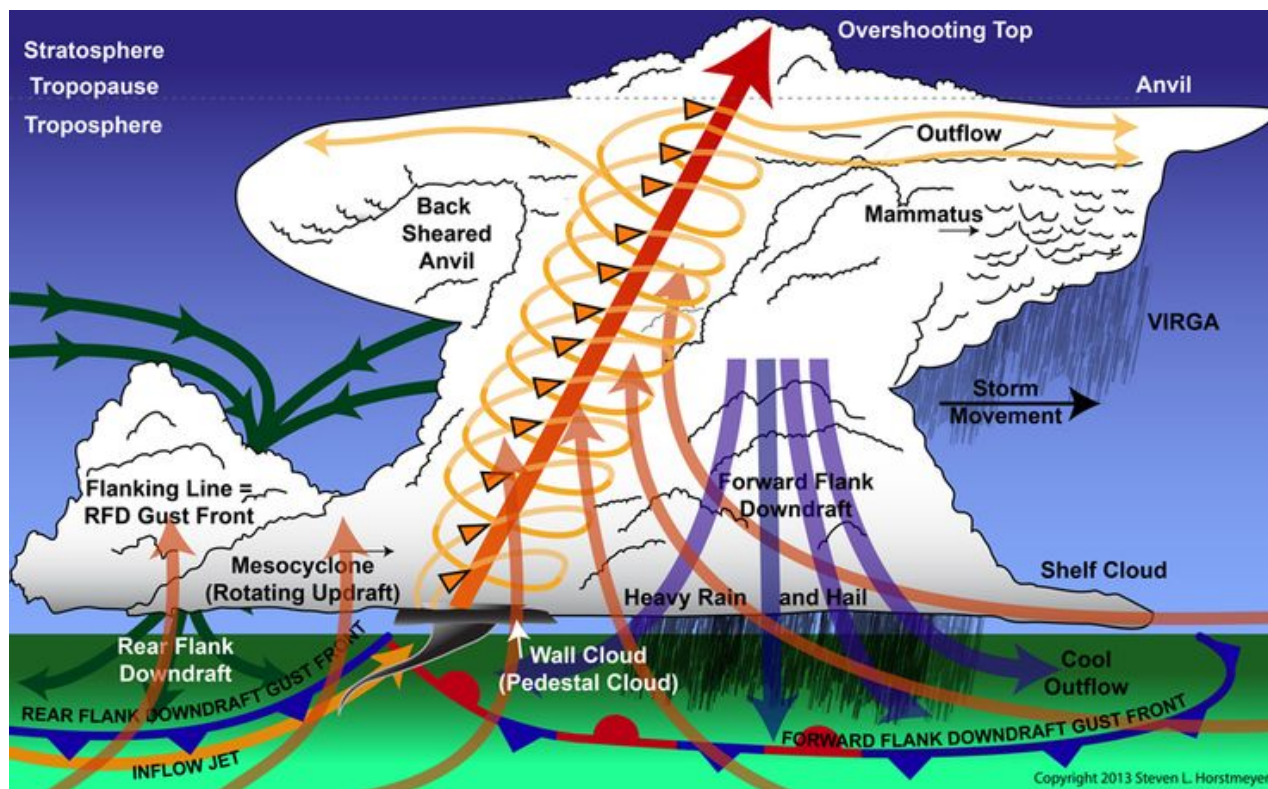 Stratosphere
Tropopause
Troposphere
Overshooting Top
Anvil
Outflow
Back
Sheared
Anvil
Mammatus
VIRGA
Storm
Movement
Flanking Line =
RFD Gust Front
Forward Flank
Downdraft
Mesocyclone
(Rotating Updraft)
Shelf Cloud
Heavy Rain and Hail
Rear Flank
Downdraft
Wall Cloud
(Pedestal Cloud)
Cool
Outflow
REAR FLANK DOWNDRAFT GUST FRONT
FORWARD FLANK DOWNDRAFT GUST FRONT
INFLOW JET
Copyright 2013 Steven L. Horstmeyer